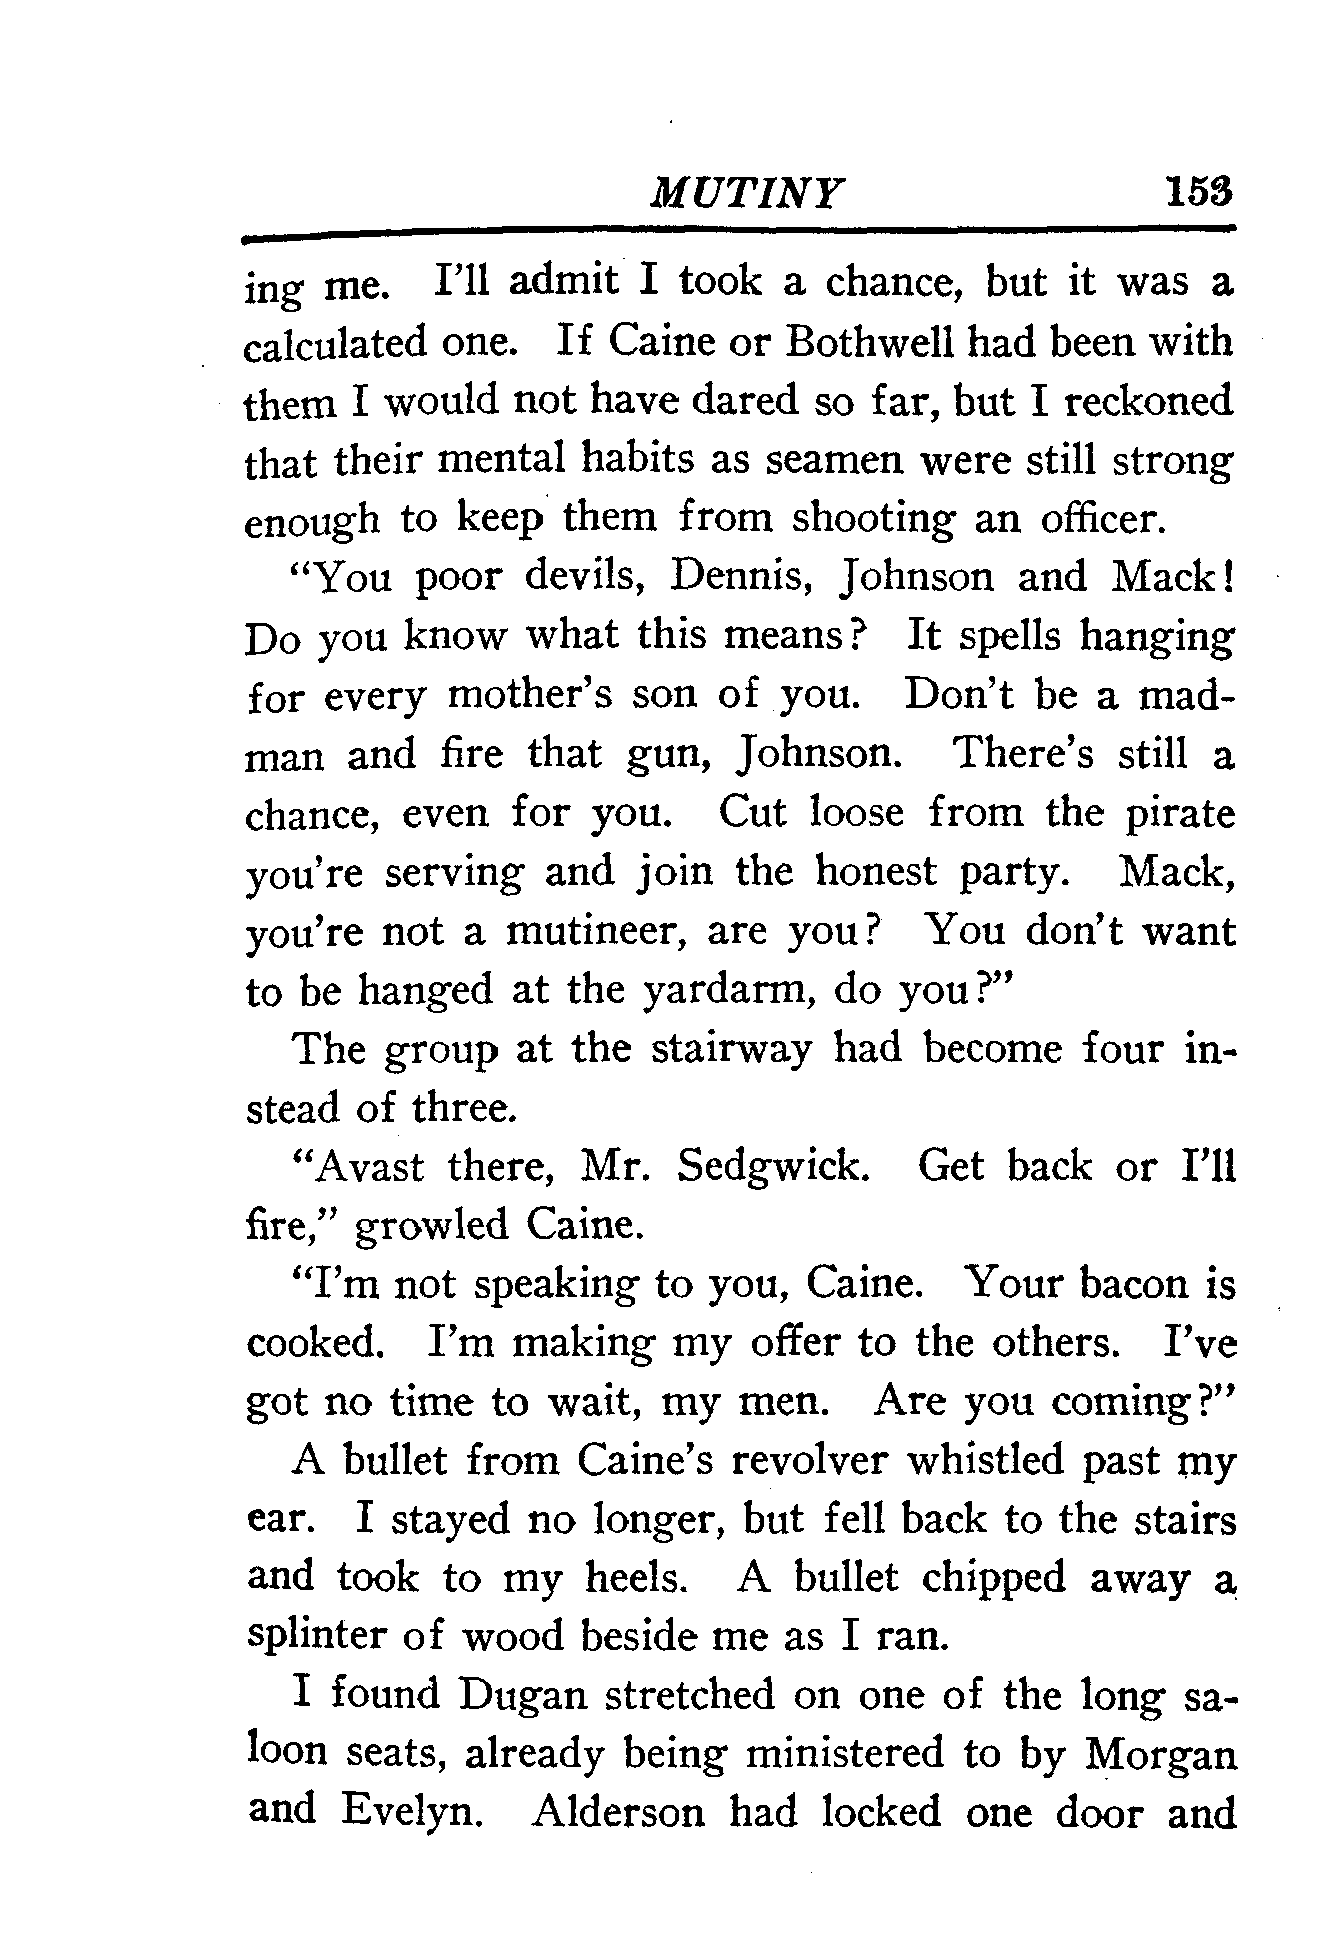 MUTINY 153
ing me. I'll admit I took a chance, but it was a
calculated one. If Caine or Bothwell had been with
them I would not have dared so far, but I reckoned
that their mental habits as seamen were still strong
enough to keep them from shooting an officer.
"You poor devils, Dennis, Johnson and Mack!
Do you know what this means? It spells hanging
for every mother's son of you. Don't be a mad-
man and fire that gun, Johnson. There's still a
chance, even for you. Cut loose from the pirate
you're serving and join the honest party. Mack,
you're not a mutineer, are you? You don't want
to be hanged at the yardarm, do you?"
The group at the stairway had become four in-
stead of three.
"Avast there, Mr. Sedgwick. Get back or I'll
fire," growled Caine.
"I'm not speaking to you, Caine. Your bacon is
cooked. I'm making my offer to the others. I've
got no time to wait, my men. Are you coming?"
A bullet from Caine's revolver whistled past my
ear. I stayed no longer, but fell back to the stairs
and took to my heels. A bullet chipped away a
splinter of wood beside me as I ran.
I found Dugan stretched on one of the long sa-
loon seats, already being ministered to by Morgan
and Evelyn. Alderson had locked one door and